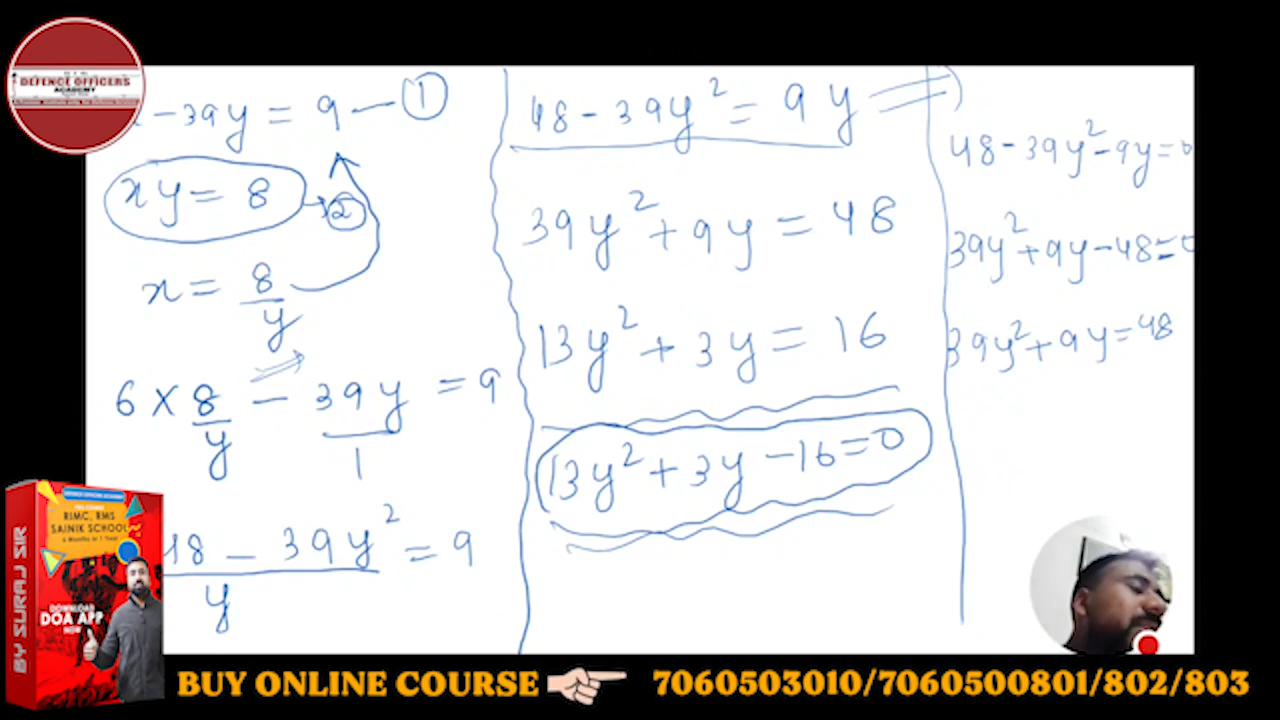 DEFENCE OFFICERS
ACADEMY
x - 39y = 9 — ①
xy = 8 → ②
x = 8/y
6 × 8/y - 39y/1 = 9
48 - 39y² / y = 9
48 - 39y² = 9y ⇒
39y² + 9y = 48
13y² + 3y = 16
13y² + 3y - 16 = 0
48 - 39y² - 9y = 0
39y² + 9y - 48 = 0
39y² + 9y = 48
DEFENCE OFFICERS ACADEMY
RIMC, RMS
SAINIK SCHOOL
DOWNLOAD
DOA APP
NOW
BY SURAJ SIR
BUY ONLINE COURSE 7060503010/7060500801/802/803